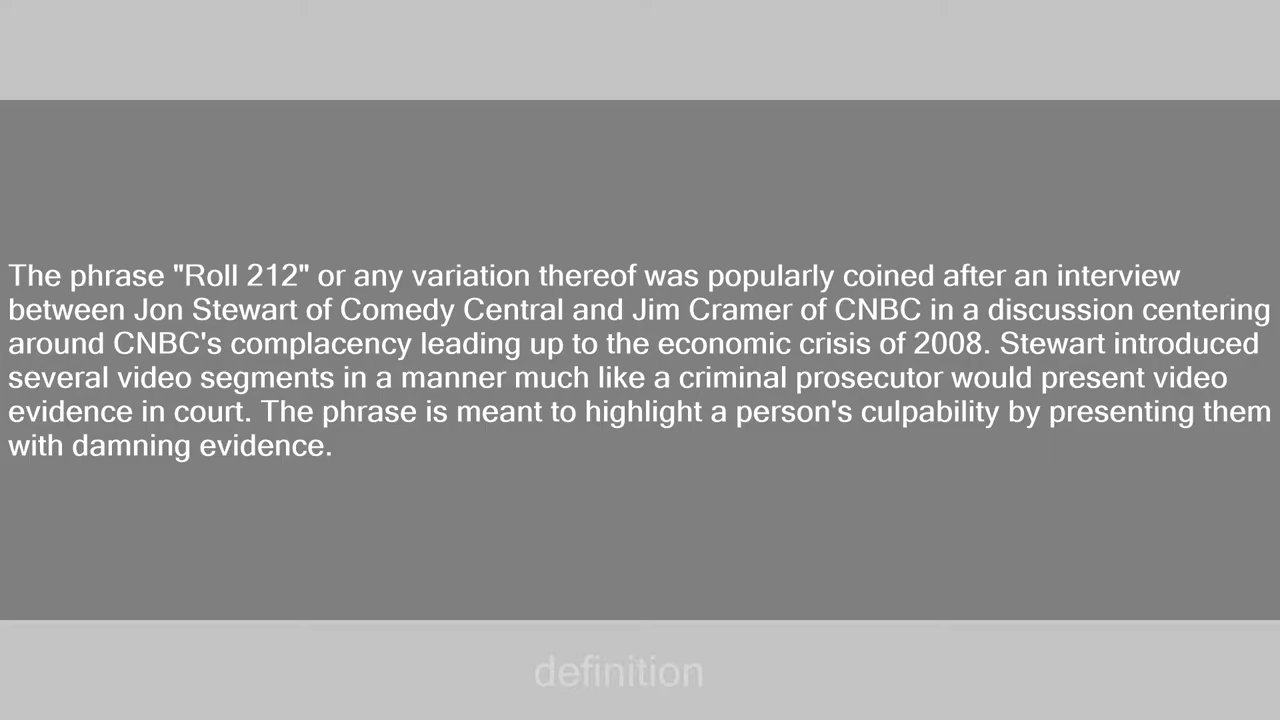 The phrase "Roll 212" or any variation thereof was popularly coined after an interview
between Jon Stewart of Comedy Central and Jim Cramer of CNBC in a discussion centering
around CNBC's complacency leading up to the economic crisis of 2008. Stewart introduced
several video segments in a manner much like a criminal prosecutor would present video
evidence in court. The phrase is meant to highlight a person's culpability by presenting them
with damning evidence.
definition